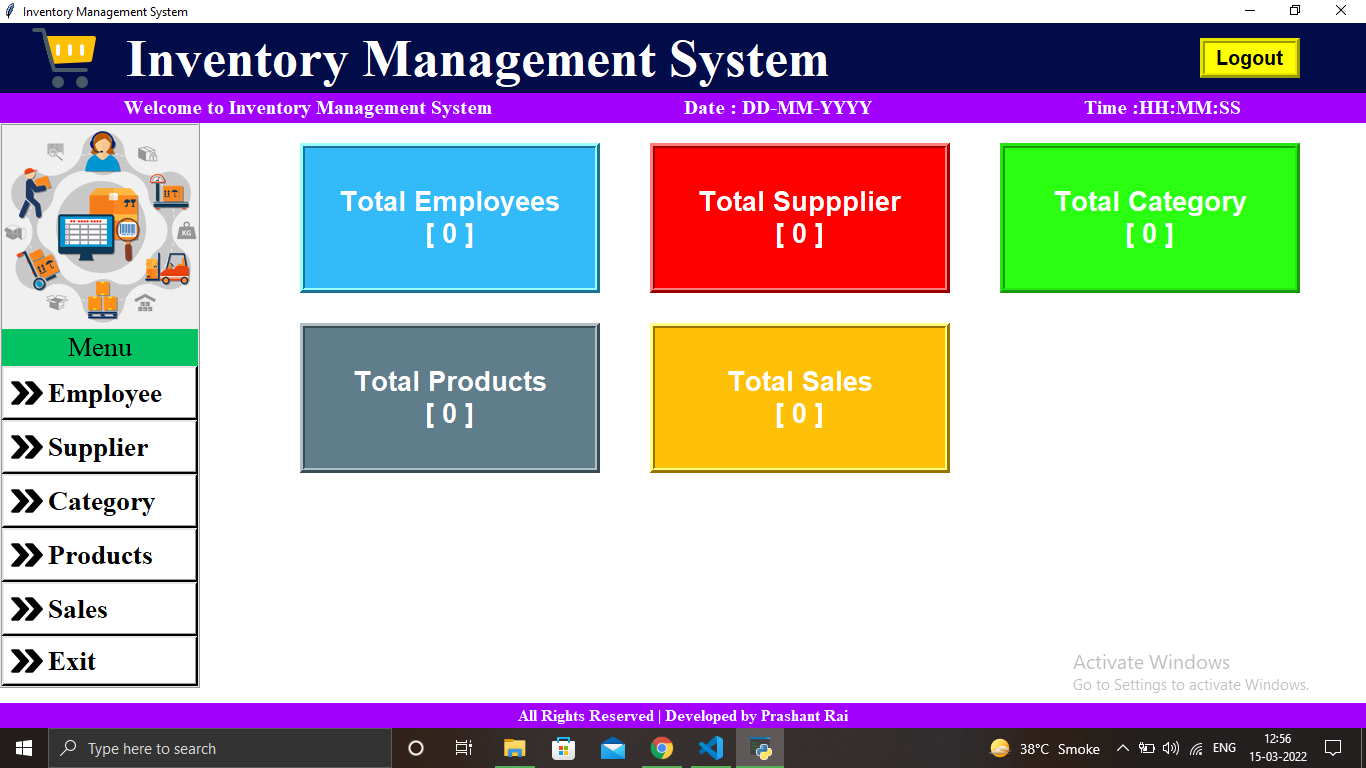 Inventory Management System
Inventory Management System
Logout
Welcome to Inventory Management System
Date : DD-MM-YYYY
Time :HH:MM:SS
KG
Total Employees
[ 0 ]
Total Suppplier
[ 0 ]
Total Category
[ 0 ]
Total Products
[ 0 ]
Total Sales
[ 0 ]
Menu
Employee
Supplier
Category
Products
Sales
Exit
Activate Windows
Go to Settings to activate Windows.
All Rights Reserved | Developed by Prashant Rai
Type here to search
38°C Smoke
ENG
12:56
15-03-2022